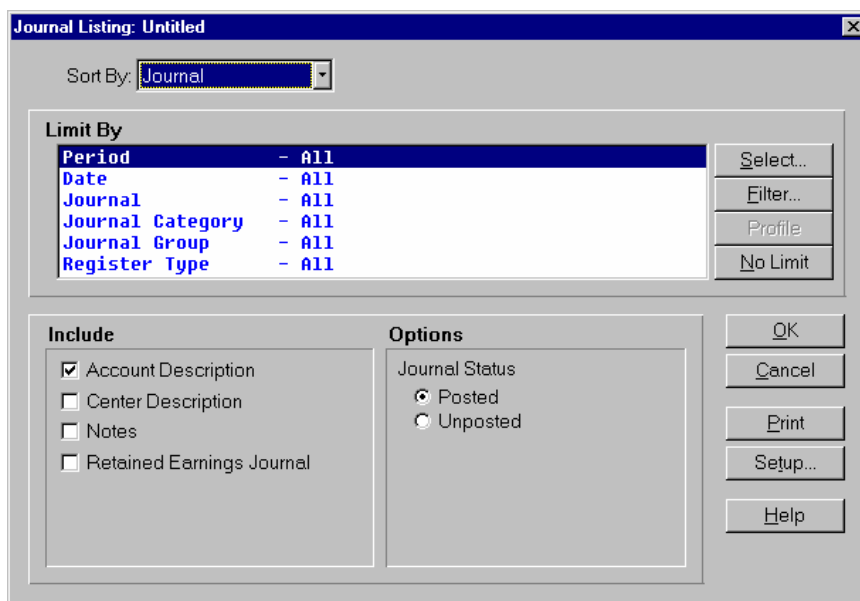 Journal Listing: Untitled
Sort By: Journal
Limit By
Period - All
Date - All
Journal - All
Journal Category - All
Journal Group - All
Register Type - All
Select...
Filter...
Profile
No Limit
Include
Account Description
Center Description
Notes
Retained Earnings Journal
Options
Journal Status
Posted
Unposted
OK
Cancel
Print
Setup...
Help